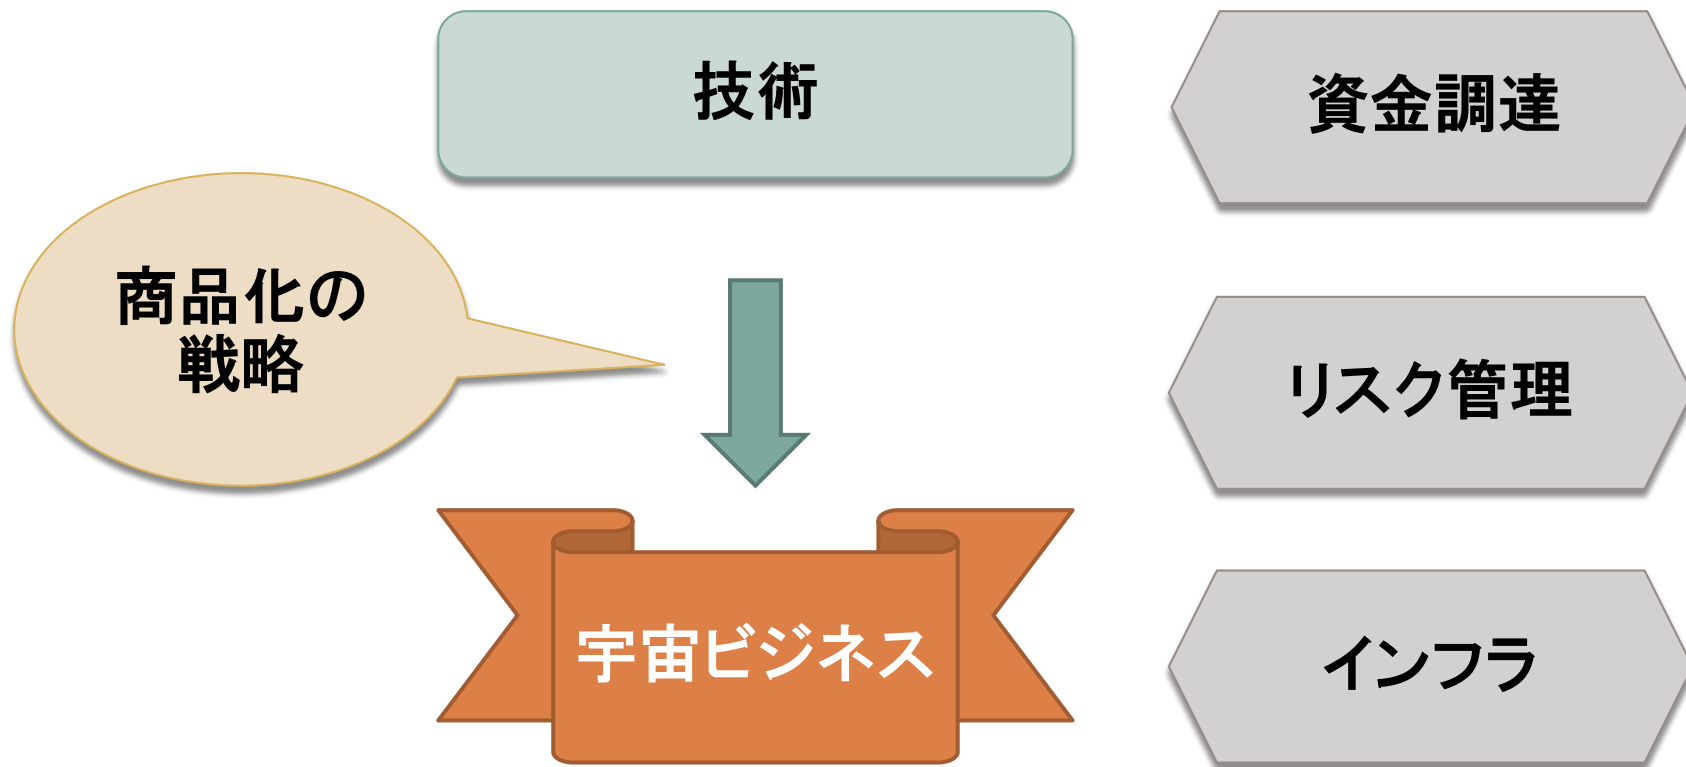 技術
商品化の
戦略
宇宙ビジネス
資金調達
リスク管理
インフラ